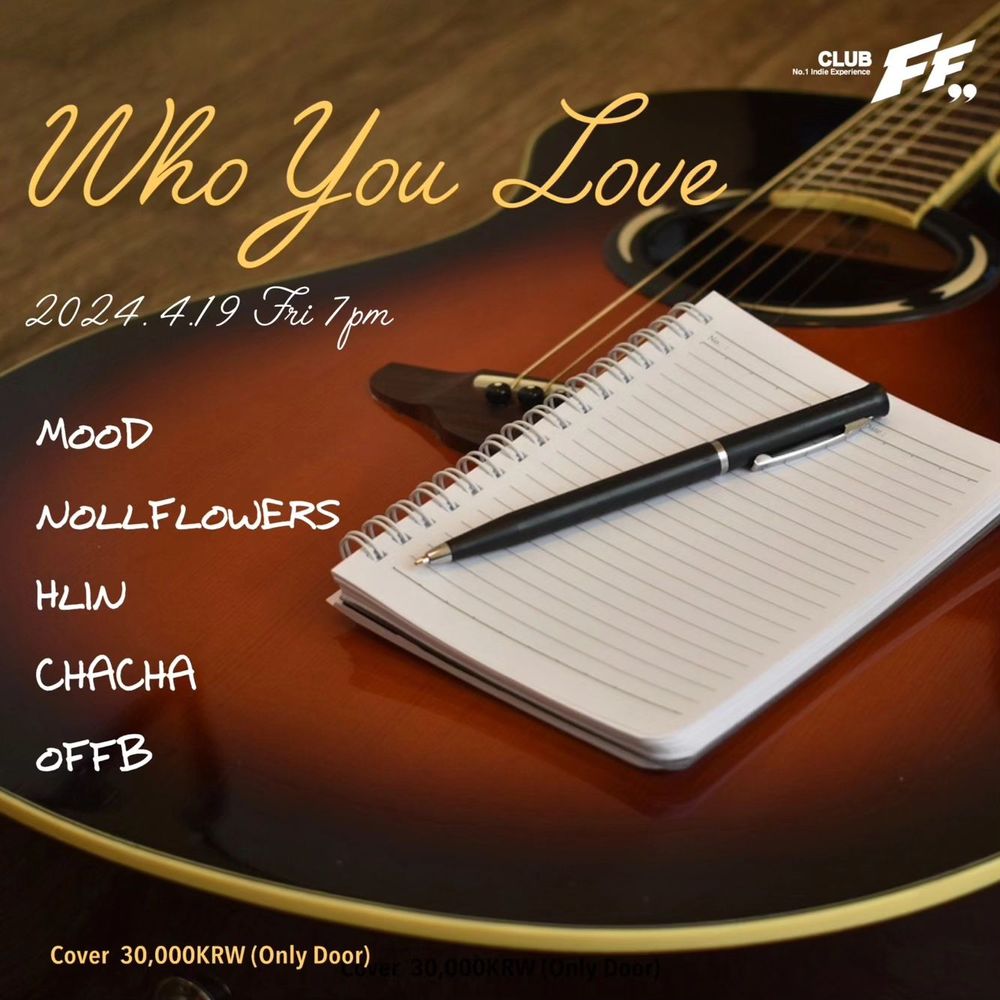 CLUB FF
No.1 Indie Experience
Who You Love
2024.4.19 Fri 7pm
MOOD
NOLLFLOWERS
HLIN
CHACHA
OFFB
Cover 30,000KRW (Only Door)
Cover 30,000KRW (Only Door)
No.